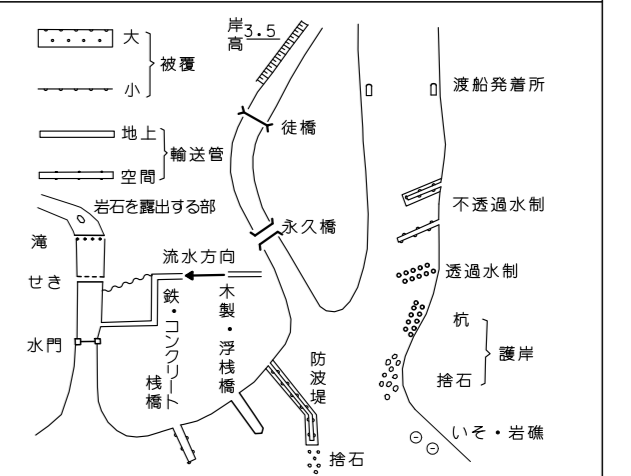 岸高3.5
大
小
被覆
地上
空間
輸送管
岩石を露出する部
滝
せき
水門
流水方向
鉄・コンクリート桟橋
木製・浮桟橋
徒橋
永久橋
防波堤
捨石
渡船発着所
不透過水制
透過水制
杭
捨石
護岸
いそ・岩礁